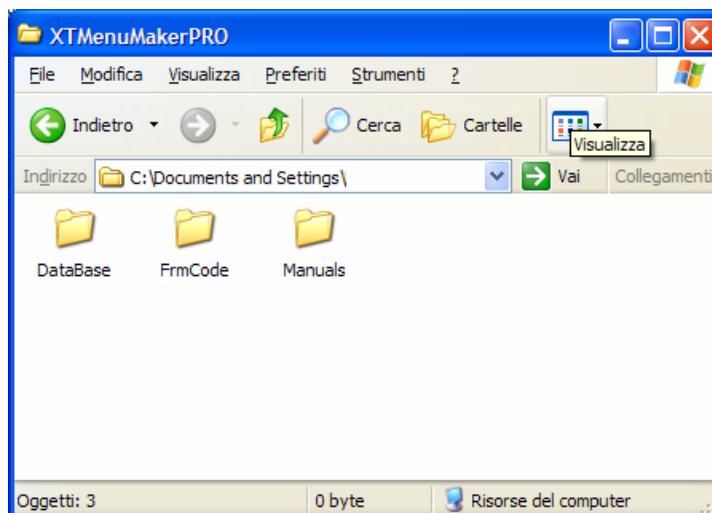 XTMenuMakerPRO
File Modifica Visualizza Preferiti Strumenti ?
Indietro Cerca Cartelle
Visualizza
Indirizzo C:\Documents and Settings\ Vai Collegamenti
DataBase FrmCode Manuals
Oggetti: 3 0 byte Risorse del computer